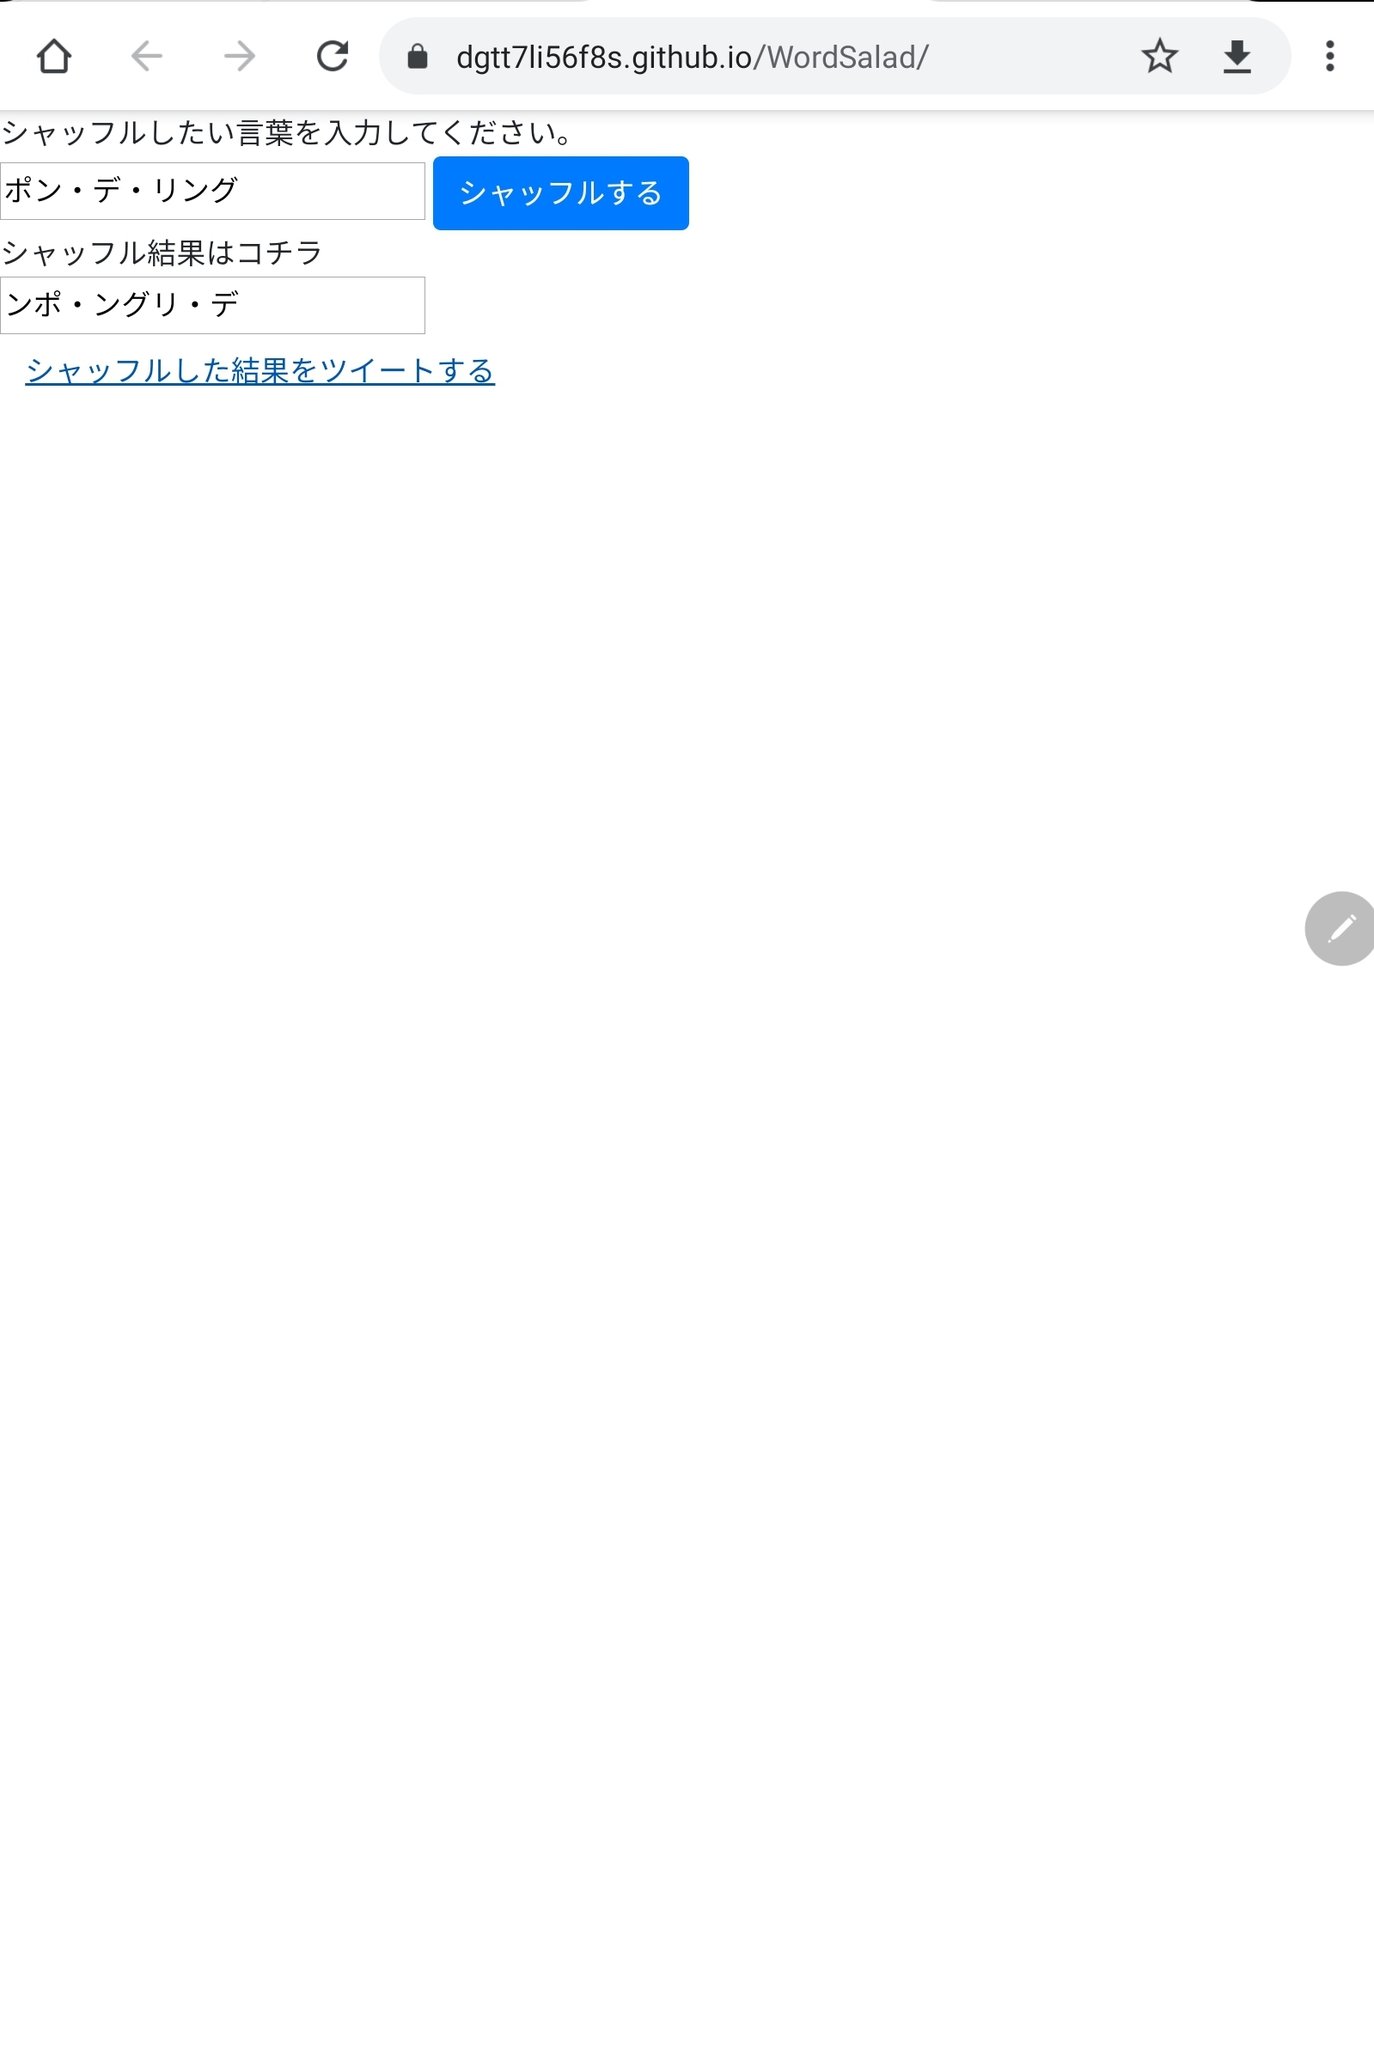 dgtt7li56f8s.github.io/WordSalad/
シャッフルしたい言葉を入力してください。
ポン・デ・リング シャッフルする
シャッフル結果はコチラ
ンポ・ングリ・デ
シャッフルした結果をツイートする